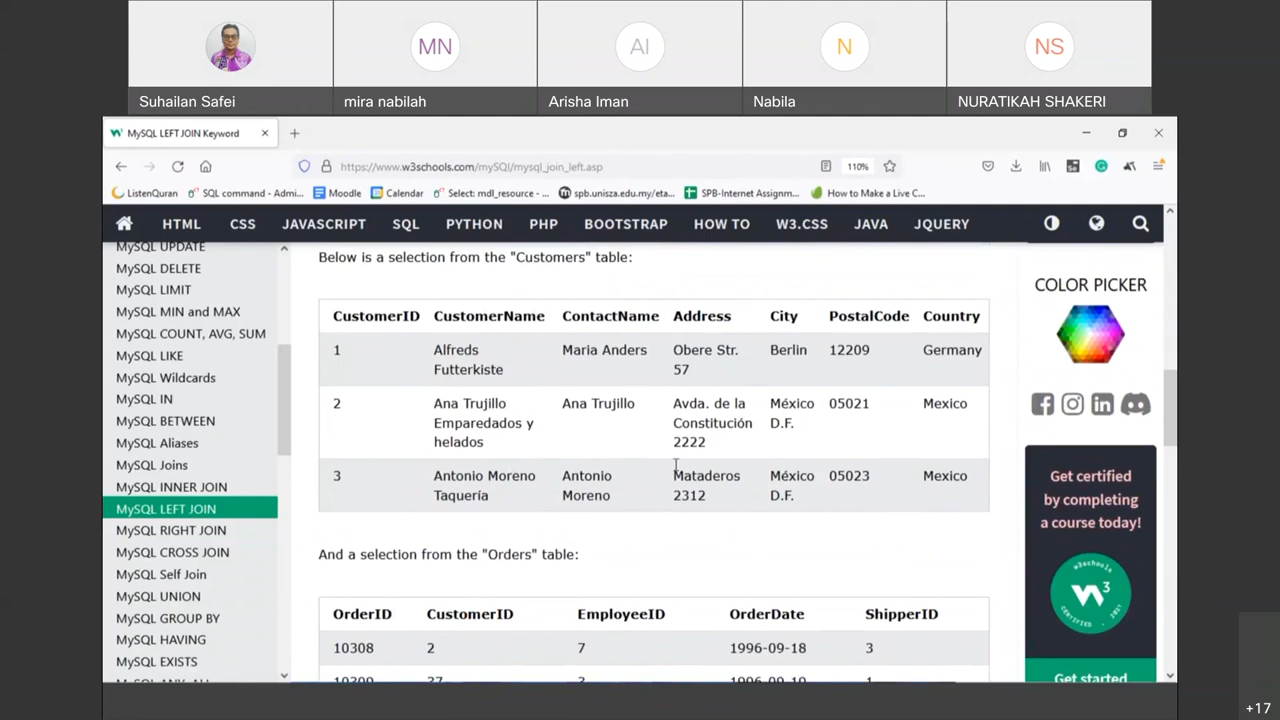 MN
AI
N
NS
Suhailan Safei
mira nabilah
Arisha Iman
Nabila
NURATIKAH SHAKERI
MySQL LEFT JOIN Keyword
https://www.w3schools.com/mySQl/mysql_join_left.asp
110%
ListenQuran
SQL command - Admi...
Moodle
Calendar
Select: mdl_resource - ...
spb.unisza.edu.my/eta...
SPB-Internet Assignm...
How to Make a Live C...
HTML
CSS
JAVASCRIPT
SQL
PYTHON
PHP
BOOTSTRAP
HOW TO
W3.CSS
JAVA
JQUERY
MySQL UPDATE
MySQL DELETE
MySQL LIMIT
MySQL MIN and MAX
MySQL COUNT, AVG, SUM
MySQL LIKE
MySQL Wildcards
MySQL IN
MySQL BETWEEN
MySQL Aliases
MySQL Joins
MySQL INNER JOIN
MySQL LEFT JOIN
MySQL RIGHT JOIN
MySQL CROSS JOIN
MySQL Self Join
MySQL UNION
MySQL GROUP BY
MySQL HAVING
MySQL EXISTS
Below is a selection from the "Customers" table:
CustomerID CustomerName ContactName Address City PostalCode Country
1 Alfreds Maria Anders Obere Str. Berlin 12209 Germany
Futterkiste 57
2 Ana Trujillo Ana Trujillo Avda. de la México 05021 Mexico
Emparedados y Constitución D.F.
helados 2222
3 Antonio Moreno Antonio Mataderos México 05023 Mexico
Taquería Moreno 2312 D.F.
And a selection from the "Orders" table:
OrderID CustomerID EmployeeID OrderDate ShipperID
10308 2 7 1996-09-18 3
COLOR PICKER
Get certified
by completing
a course today!
w3schools
W3
CERTIFIED
Get started
+17